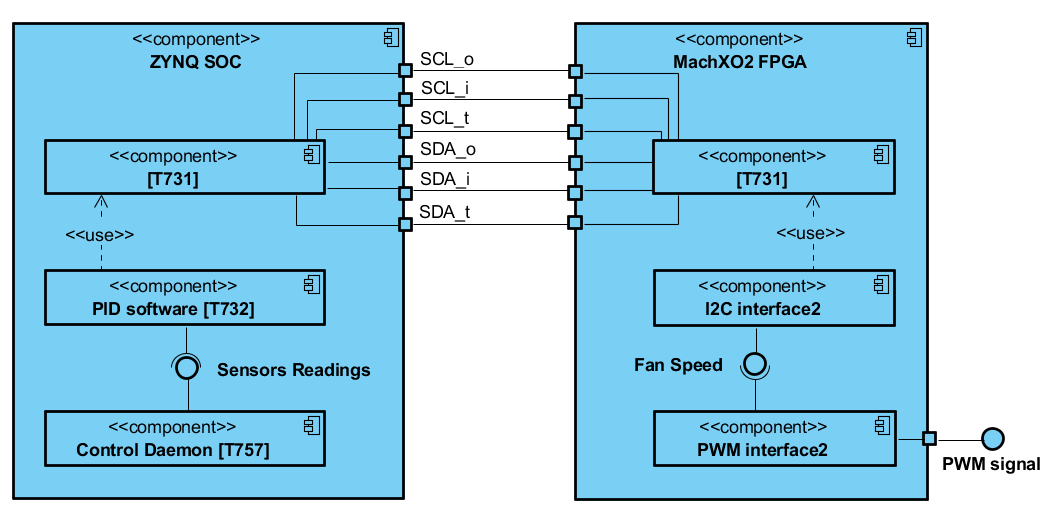 <<component>>
ZYNQ SOC
<<component>>
[T731]
<<use>>
<<component>>
PID software [T732]
Sensors Readings
<<component>>
Control Daemon [T757]
SCL_o
SCL_i
SCL_t
SDA_o
SDA_i
SDA_t
<<component>>
MachXO2 FPGA
<<component>>
[T731]
<<use>>
<<component>>
I2C interface2
Fan Speed
<<component>>
PWM interface2
PWM signal